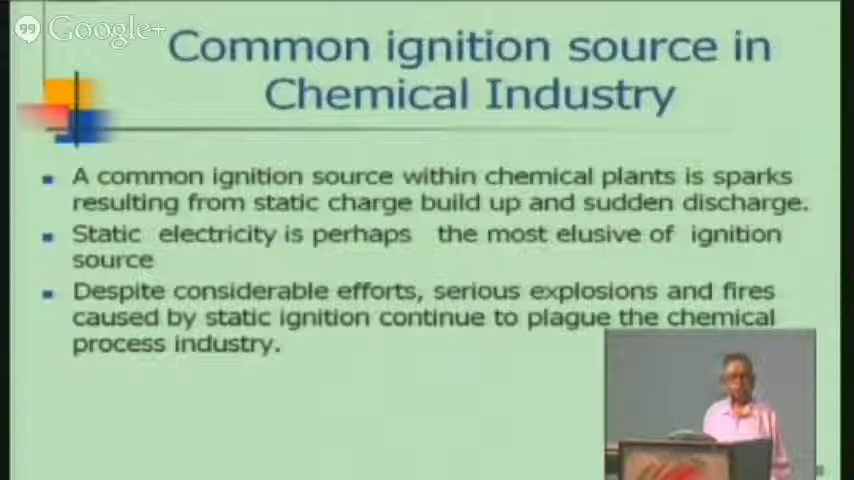 Google+
Common ignition source in
Chemical Industry
A common ignition source within chemical plants is sparks
resulting from static charge build up and sudden discharge.
Static electricity is perhaps the most elusive of ignition
source
Despite considerable efforts, serious explosions and fires
caused by static ignition continue to plague the chemical
process industry.